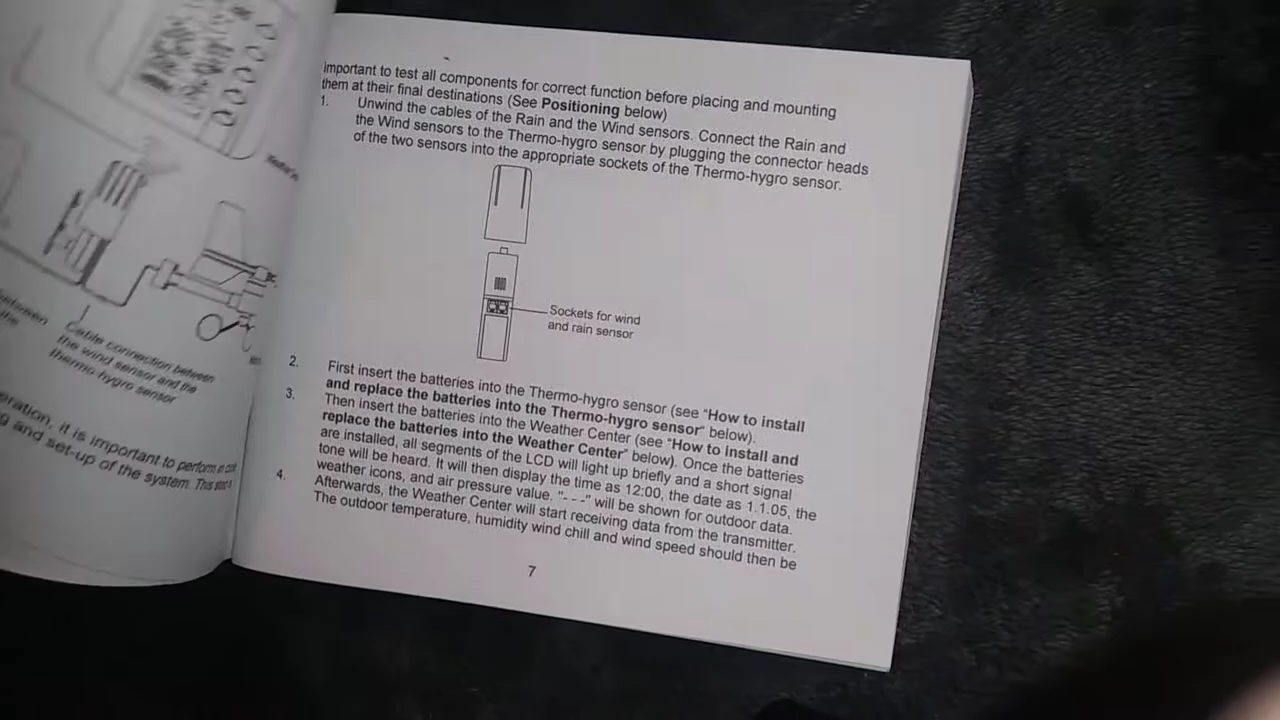 between
the
Cable connection between
the wind sensor and the
thermo-hygro sensor
eration, it is important to perform
g and set-up of the system. This
important to test all components for correct function before placing and mounting
them at their final destinations (See Positioning below)
1. Unwind the cables of the Rain and the Wind sensors. Connect the Rain and
the Wind sensors to the Thermo-hygro sensor by plugging the connector heads
of the two sensors into the appropriate sockets of the Thermo-hygro sensor.
Sockets for wind
and rain sensor
2. First insert the batteries into the Thermo-hygro sensor (see "How to install
and replace the batteries into the Thermo-hygro sensor" below).
3. Then insert the batteries into the Weather Center (see "How to install and
replace the batteries into the Weather Center" below). Once the batteries
are installed, all segments of the LCD will light up briefly and a short signal
tone will be heard. It will then display the time as 12:00, the date as 1.1.05, the
weather icons, and air pressure value. "- - -" will be shown for outdoor data.
4. Afterwards, the Weather Center will start receiving data from the transmitter.
The outdoor temperature, humidity wind chill and wind speed should then be
7